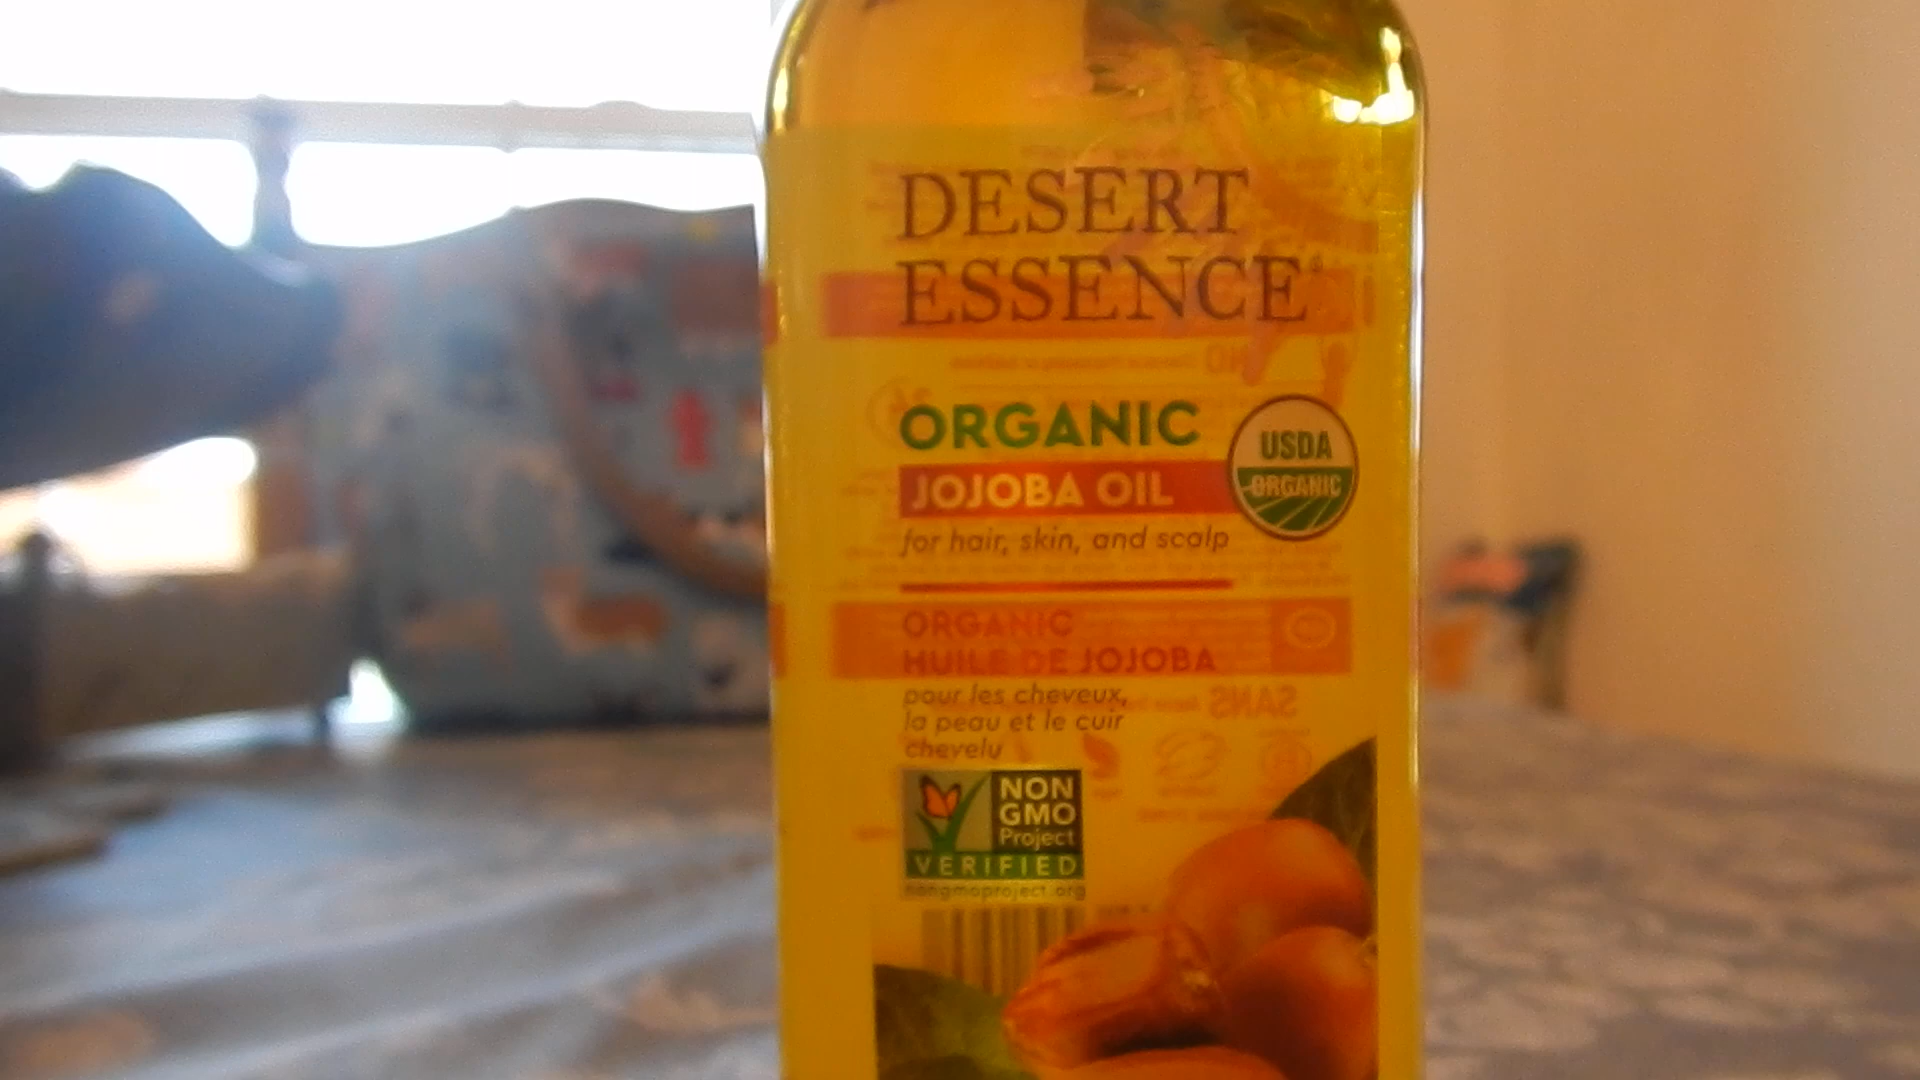 DESERT
ESSENCE
ORGANIC
JOJOBA OIL
for hair, skin, and scalp
USDA
ORGANIC
ORGANIC
HUILE DE JOJOBA
pour les cheveux,
la peau et le cuir
chevelu
NON
GMO
Project
VERIFIED
nongmoproject.org
NO
SANS